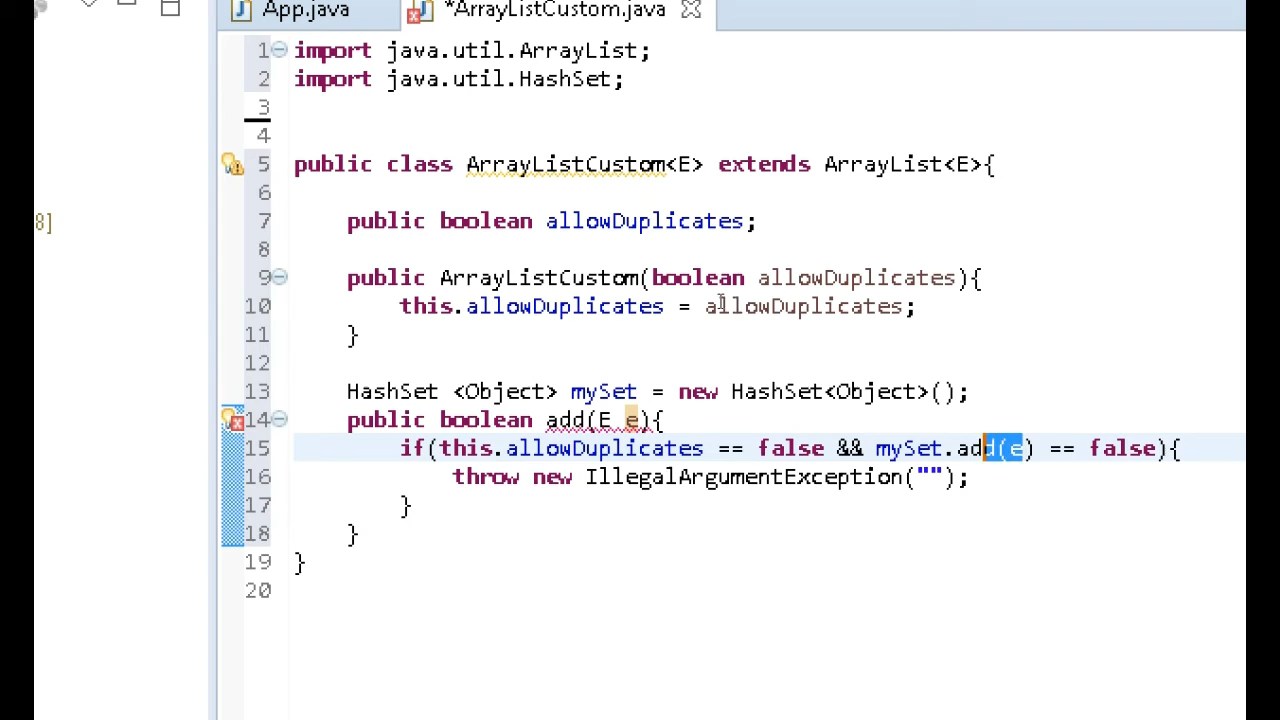 App.java
*ArrayListCustom.java
1 import java.util.ArrayList;
2 import java.util.HashSet;
3
4
5 public class ArrayListCustom<E> extends ArrayList<E>{
6
8]
7 public boolean allowDuplicates;
8
9 public ArrayListCustom(boolean allowDuplicates){
10 this.allowDuplicates = allowDuplicates;
11 }
12
13 HashSet <Object> mySet = new HashSet<Object>();
14 public boolean add(E e){
15 if(this.allowDuplicates == false && mySet.add(e) == false){
16 throw new IllegalArgumentException("");
17 }
18 }
19 }
20